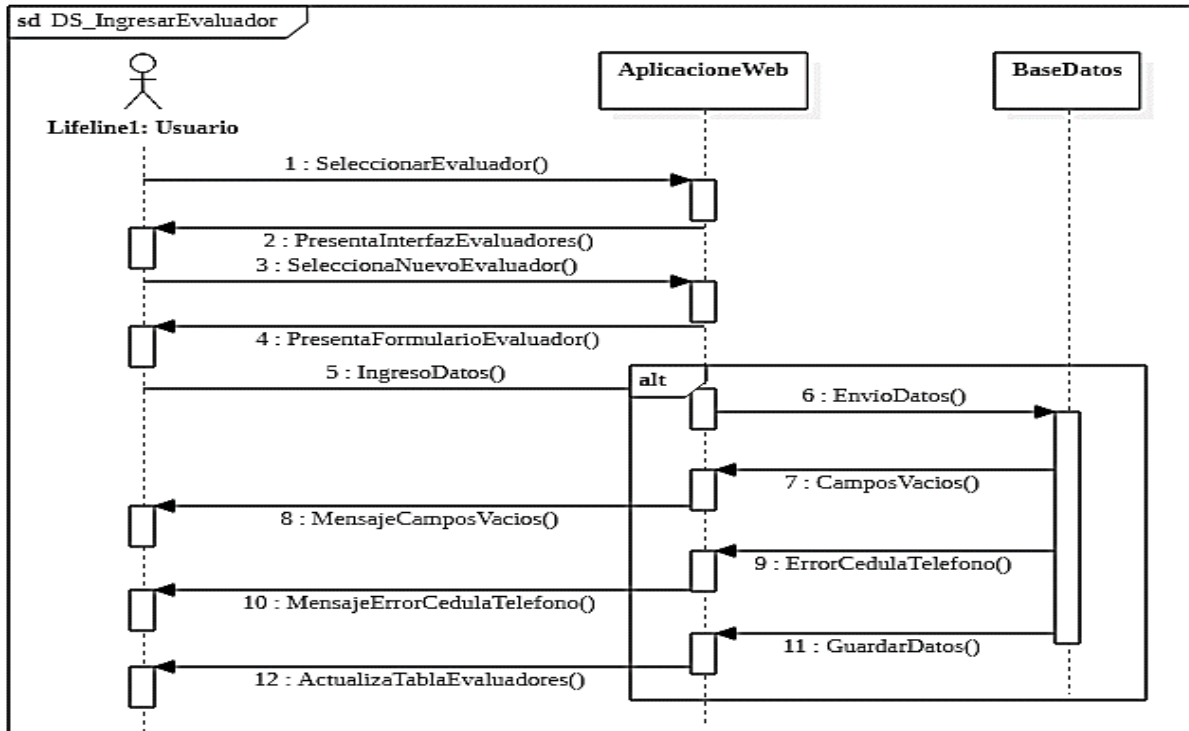 sd DS_IngresarEvaluador
Lifeline1: Usuario
AplicacioneWeb
BaseDatos
1 : SeleccionarEvaluador()
2 : PresentaInterfazEvaluadores()
3 : SeleccionaNuevoEvaluador()
4 : PresentaFormularioEvaluador()
5 : IngresoDatos()
alt
6 : EnvioDatos()
7 : CamposVacios()
8 : MensajeCamposVacios()
9 : ErrorCedulaTelefono()
10 : MensajeErrorCedulaTelefono()
11 : GuardarDatos()
12 : ActualizaTablaEvaluadores()